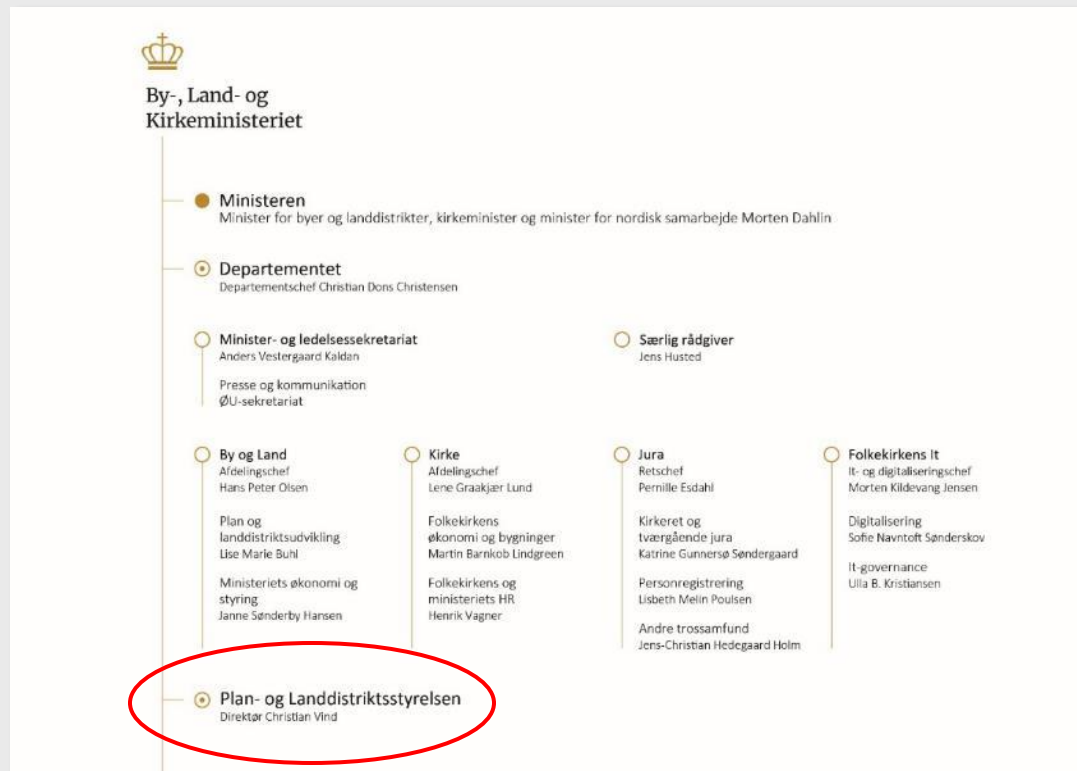 By-, Land- og
Kirkeministeriet
Ministeren
Minister for byer og landdistrikter, kirkeminister og minister for nordisk samarbejde Morten Dahlin
Departementet
Departementschef Christian Dons Christensen
Minister- og ledelsessekretariat
Anders Vestergaard Kaldan
Presse og kommunikation
ØU-sekretariat
Særlig rådgiver
Jens Husted
By og Land
Afdelingschef
Hans Peter Olsen
Plan og
landdistriktsudvikling
Lise Marie Buhl
Ministeriets økonomi og
styring
Janne Sønderby Hansen
Kirke
Afdelingschef
Lene Graakjær Lund
Folkekirkens
økonomi og bygninger
Martin Barnkob Lindgreen
Folkekirkens og
ministeriets HR
Henrik Vagner
Jura
Retschef
Pernille Esdahl
Kirkeret og
tværgående jura
Katrine Gunnersø Søndergaard
Personregistrering
Lisbeth Melin Poulsen
Andre trossamfund
Jens-Christian Hedegaard Holm
Folkekirkens It
It- og digitaliseringschef
Morten Kildevang Jensen
Digitalisering
Sofie Navntoft Sønderskov
It-governance
Ulla B. Kristiansen
Plan- og Landdistriktsstyrelsen
Direktør Christian Vind